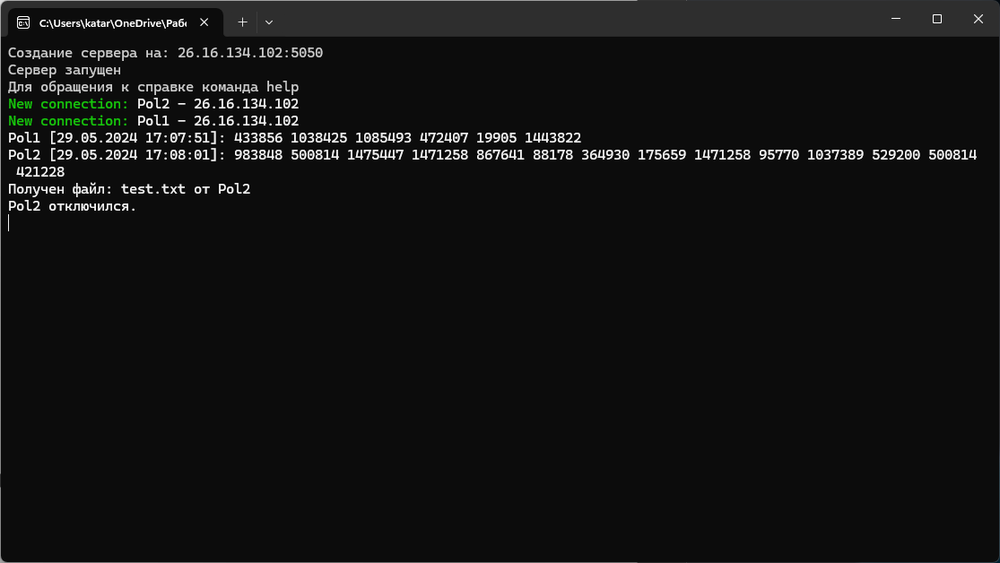 C:\Users\katar\OneDrive\Рабо
Создание сервера на: 26.16.134.102:5050
Сервер запущен
Для обращения к справке команда help
New connection: Pol2 - 26.16.134.102
New connection: Pol1 - 26.16.134.102
Pol1 [29.05.2024 17:07:51]: 433856 1038425 1085493 472407 19905 1443822
Pol2 [29.05.2024 17:08:01]: 983848 500814 1475447 1471258 867641 88178 364930 175659 1471258 95770 1037389 529200 500814
421228
Получен файл: test.txt от Pol2
Pol2 отключился.